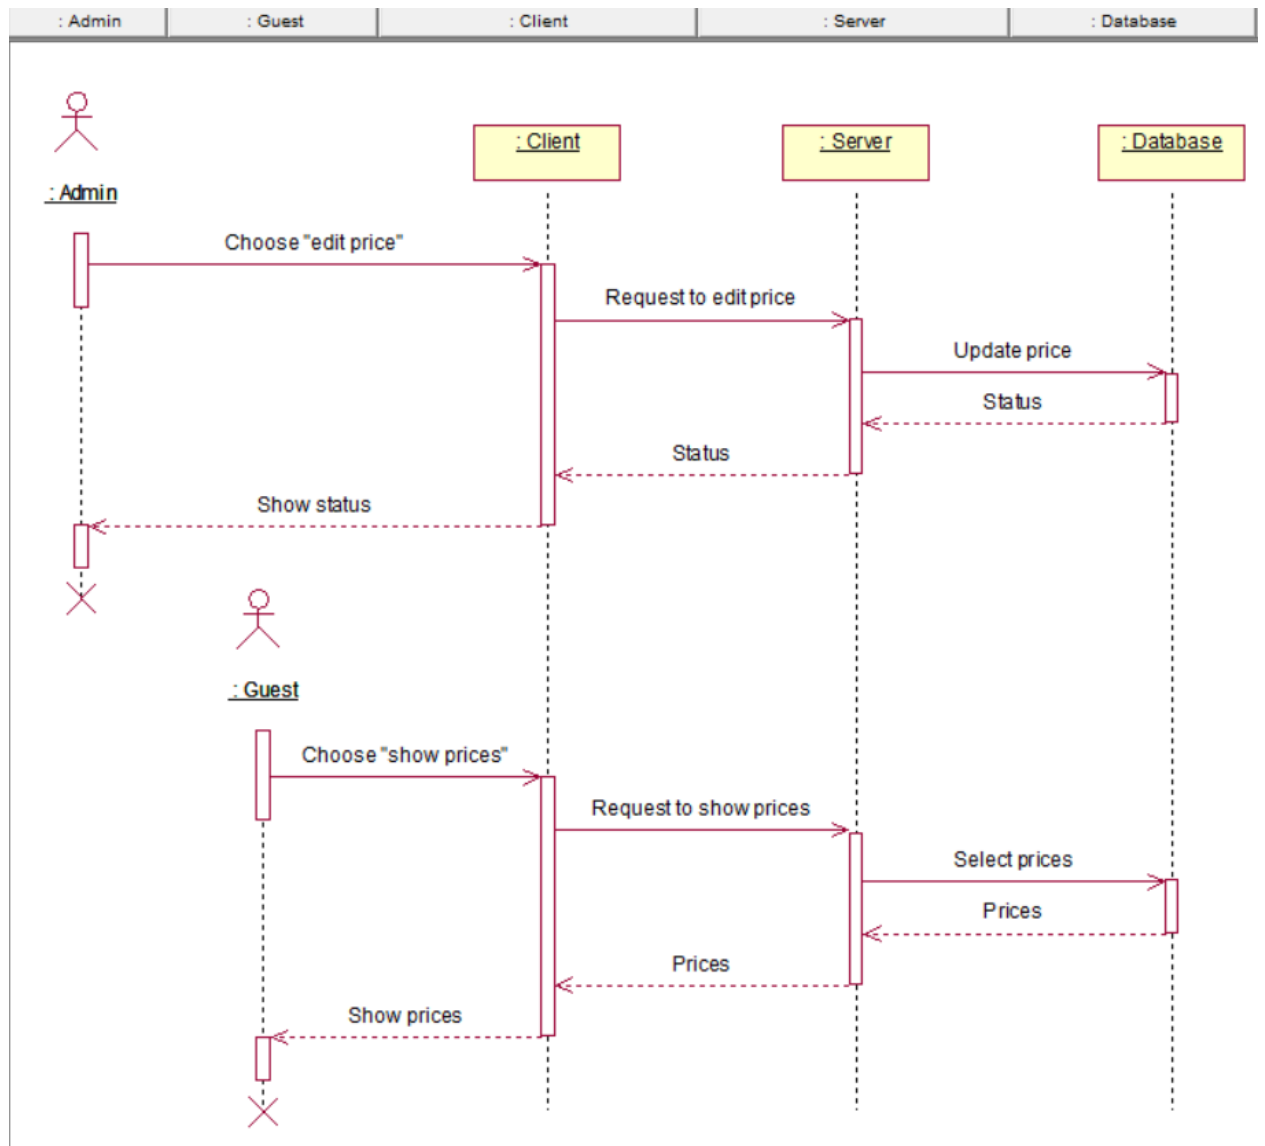 : Admin
: Guest
: Client
: Server
: Database
: Client
: Server
: Database
: Admin
Choose "edit price"
Request to edit price
Update price
Status
Status
Show status
: Guest
Choose "show prices"
Request to show prices
Select prices
Prices
Prices
Show prices